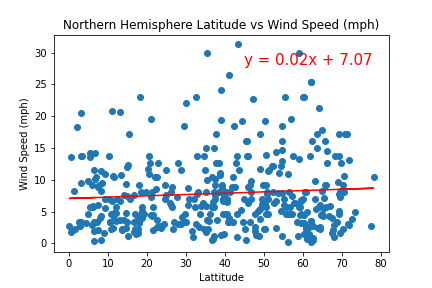 Northern Hemisphere Latitude vs Wind Speed (mph)
y = 0.02x + 7.07
Wind Speed (mph)
30
25
20
15
10
5
0
0 10 20 30 40 50 60 70 80
Lattitude